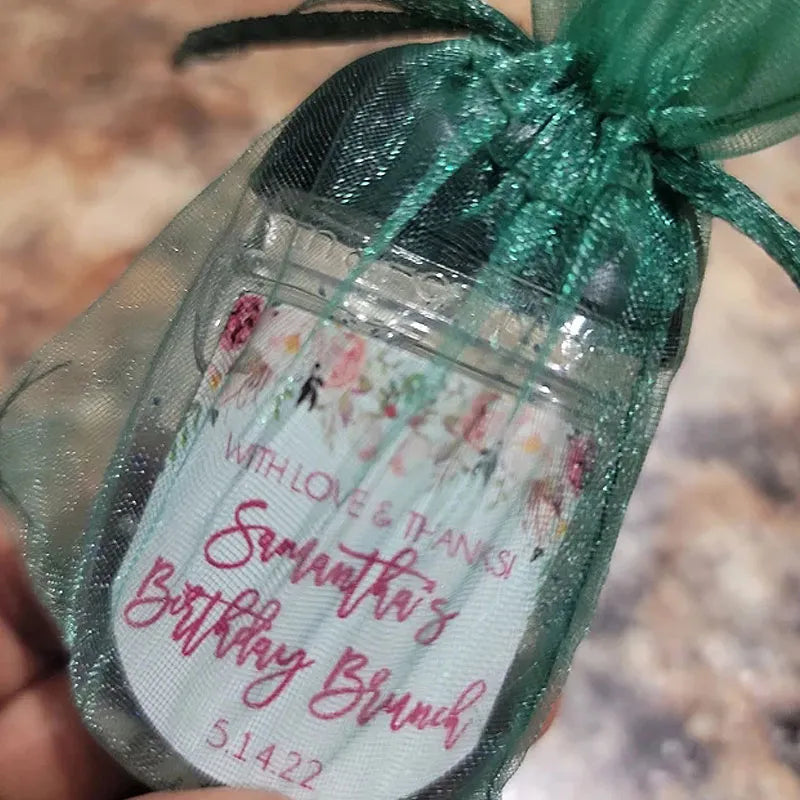 WITH LOVE & THANKS!
Samantha's
Birthday Brunch
5.14.22